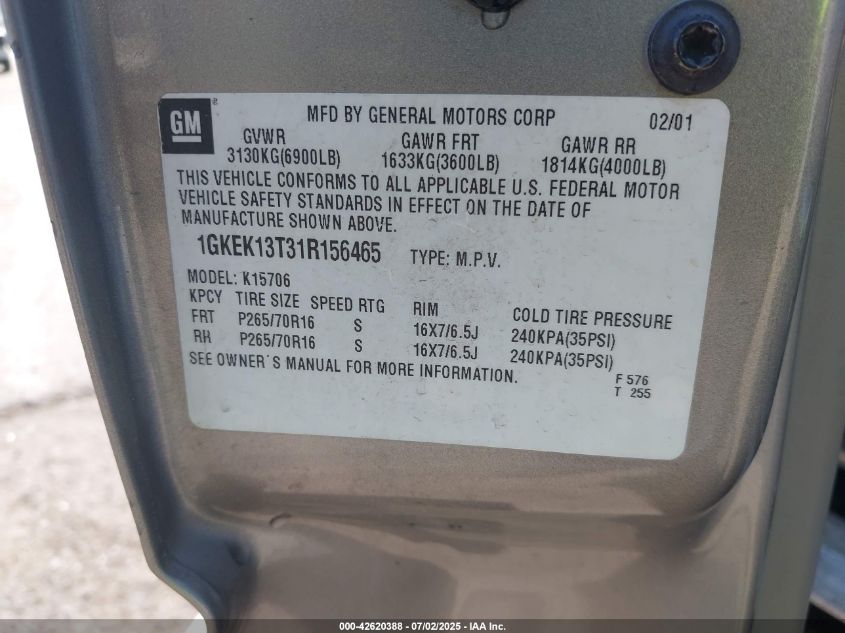 GM ®
MFD BY GENERAL MOTORS CORP 02/01
GVWR GAWR FRT GAWR RR
3130KG(6900LB) 1633KG(3600LB) 1814KG(4000LB)
THIS VEHICLE CONFORMS TO ALL APPLICABLE U.S. FEDERAL MOTOR
VEHICLE SAFETY STANDARDS IN EFFECT ON THE DATE OF
MANUFACTURE SHOWN ABOVE.
1GKEK13T31R156465 TYPE: M.P.V.
MODEL: K15706
KPCY TIRE SIZE SPEED RTG RIM COLD TIRE PRESSURE
FRT P265/70R16 S 16X7/6.5J 240KPA(35PSI)
RH P265/70R16 S 16X7/6.5J 240KPA(35PSI)
SEE OWNER'S MANUAL FOR MORE INFORMATION.
F 576
T 255
000-42620388 - 07/02/2025 - IAA Inc.